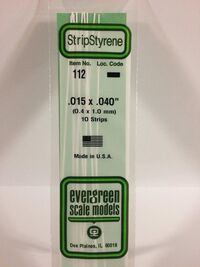 StripStyrene
Item No. Loc. Code
112
.015 x .040"
(0.4 x 1.0 mm)
10 Strips
Made in U.S.A.
evergreen
scale models
Des Plaines, IL 60018